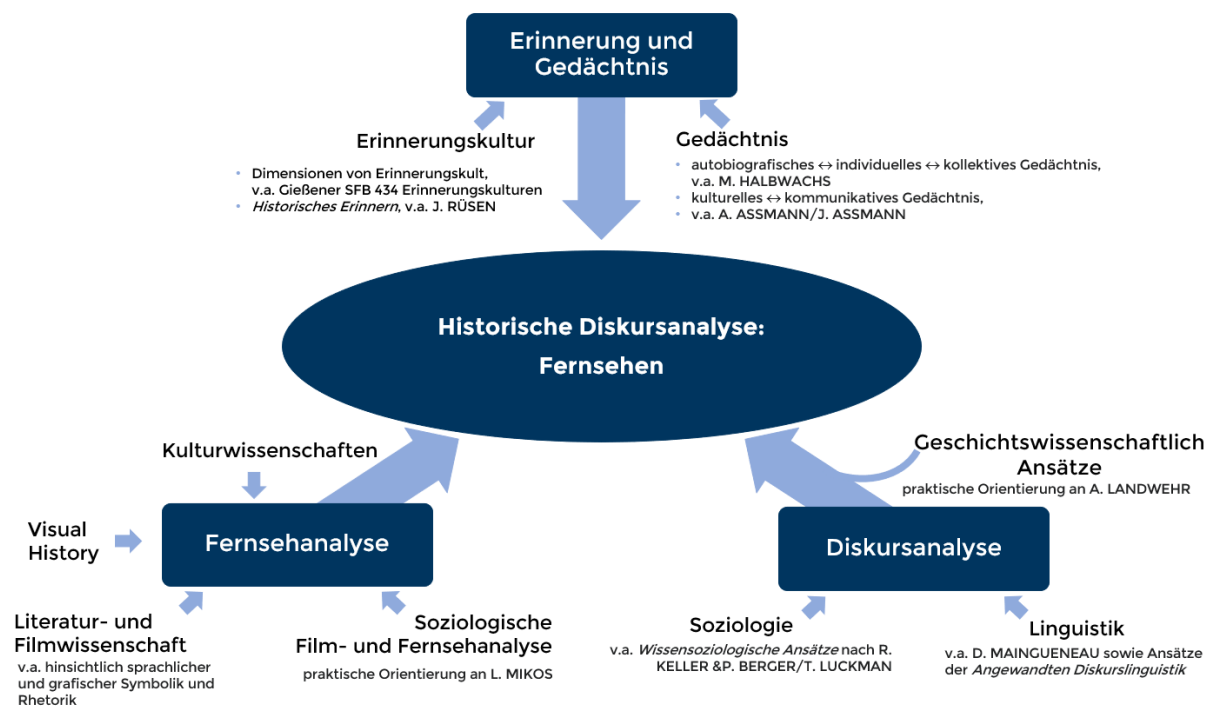 Erinnerung und
Gedächtnis
Erinnerungskultur
• Dimensionen von Erinnerungskult,
v.a. Gießener SFB 434 Erinnerungskulturen
• Historisches Erinnern, v.a. J. RÜSEN
Gedächtnis
• autobiografisches ↔ individuelles ↔ kollektives Gedächtnis,
v.a. M. HALBWACHS
• kulturelles ↔ kommunikatives Gedächtnis,
• v.a. A. ASSMANN/J. ASSMANN
Historische Diskursanalyse:
Fernsehen
Kulturwissenschaften
Visual
History
Fernsehanalyse
Literatur- und
Filmwissenschaft
v.a. hinsichtlich sprachlicher
und grafischer Symbolik und
Rhetorik
Soziologische
Film- und Fernsehanalyse
praktische Orientierung an L. MIKOS
Geschichtswissenschaftlich
Ansätze
praktische Orientierung an A. LANDWEHR
Diskursanalyse
Soziologie
v.a. Wissensoziologische Ansätze nach R.
KELLER &P. BERGER/T. LUCKMAN
Linguistik
v.a. D. MAINGUENEAU sowie Ansätze
der Angewandten Diskurslinguistik